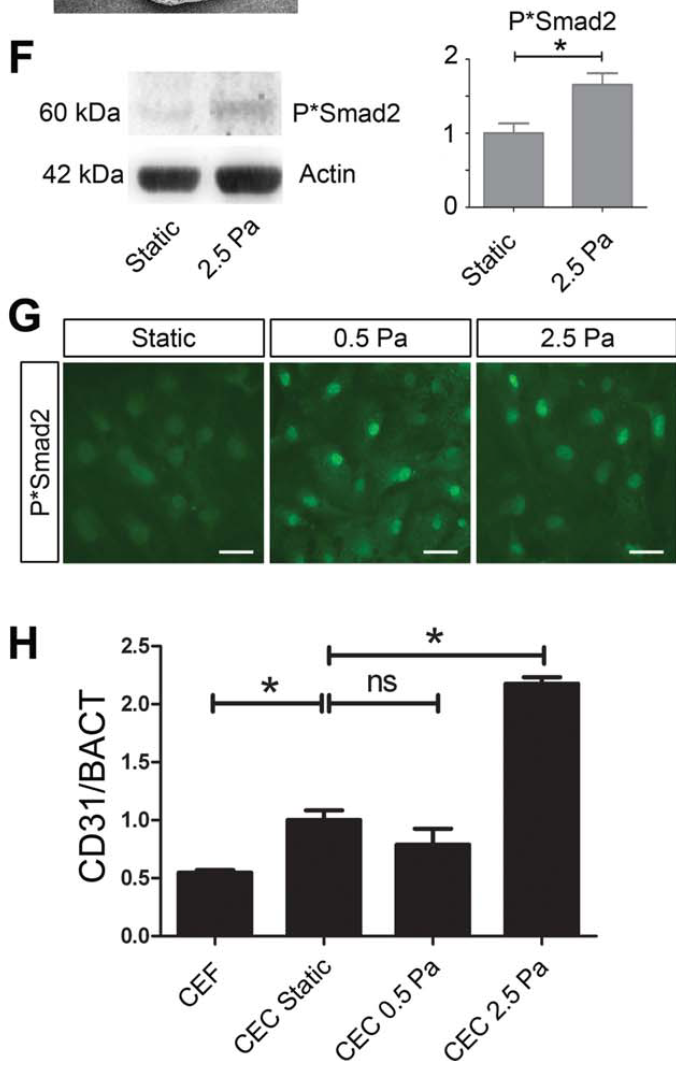 F
60 kDa
P*Smad2
42 kDa
Actin
Static
2.5 Pa
P*Smad2
*
2
1
0
Static
2.5 Pa
G
Static
0.5 Pa
2.5 Pa
P*Smad2
H
CD31/BACT
2.5
2.0
1.5
1.0
0.5
0.0
*
*
ns
CEF
CEC Static
CEC 0.5 Pa
CEC 2.5 Pa